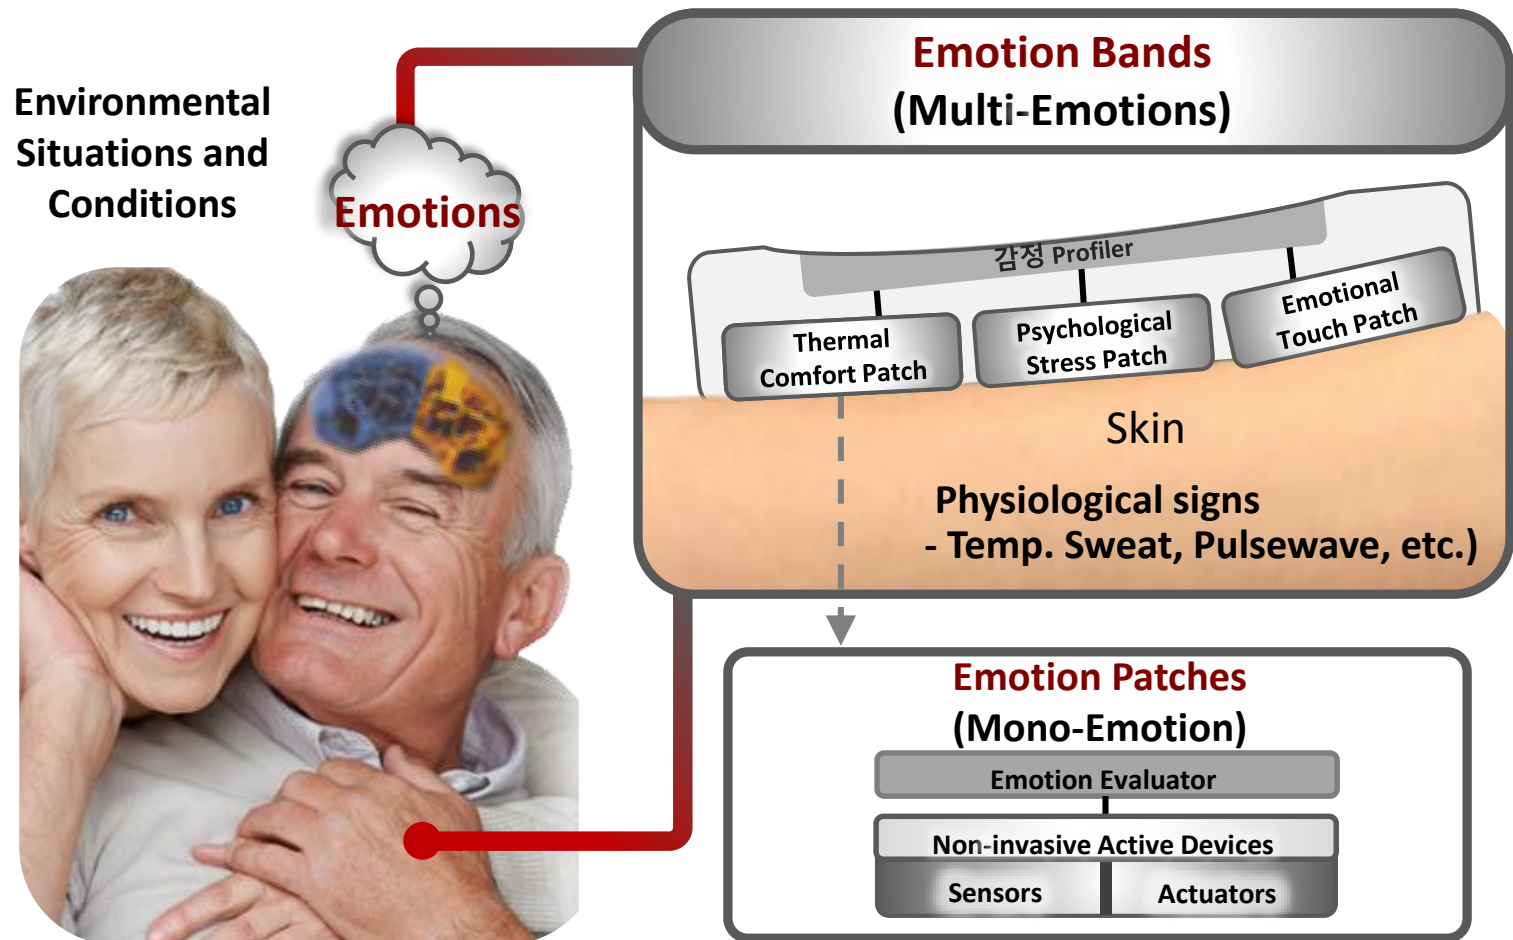 Environmental
Situations and
Conditions
Emotions
Emotion Bands
(Multi-Emotions)
감정 Profiler
Thermal
Comfort Patch
Psychological
Stress Patch
Emotional
Touch Patch
Skin
Physiological signs
- Temp. Sweat, Pulsewave, etc.)
Emotion Patches
(Mono-Emotion)
Emotion Evaluator
Non-invasive Active Devices
Sensors
Actuators